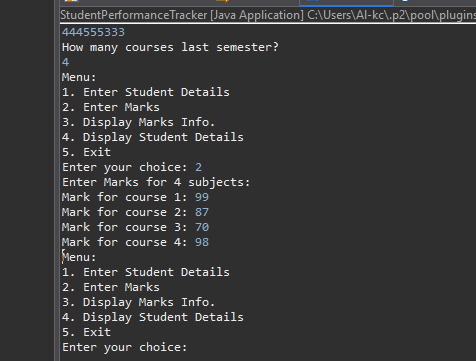 StudentPerformanceTracker [Java Application] C:\Users\Al-kc\.p2\pool\plugins
444555333
How many courses last semester?
4
Menu:
1. Enter Student Details
2. Enter Marks
3. Display Marks Info.
4. Display Student Details
5. Exit
Enter your choice: 2
Enter Marks for 4 subjects:
Mark for course 1: 99
Mark for course 2: 87
Mark for course 3: 70
Mark for course 4: 98
Menu:
1. Enter Student Details
2. Enter Marks
3. Display Marks Info.
4. Display Student Details
5. Exit
Enter your choice: